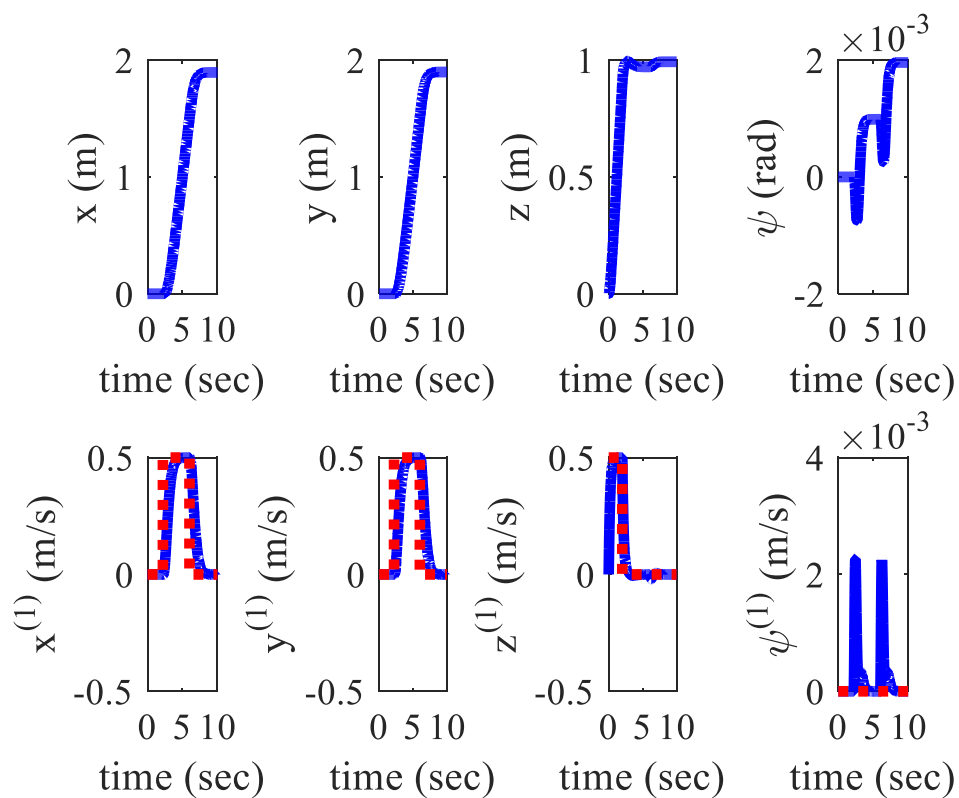 ×10^-3
2
1
0
x (m)
0 5 10
time (sec)
2
1
0
y (m)
0 5 10
time (sec)
1
0.5
0
z (m)
0 5 10
time (sec)
2
0
-2
ψ (rad)
0 5 10
time (sec)
×10^-3
0.5
0
-0.5
x^(1) (m/s)
0 5 10
time (sec)
0.5
0
-0.5
y^(1) (m/s)
0 5 10
time (sec)
0.5
0
-0.5
z^(1) (m/s)
0 5 10
time (sec)
4
2
0
ψ^(1) (m/s)
0 5 10
time (sec)